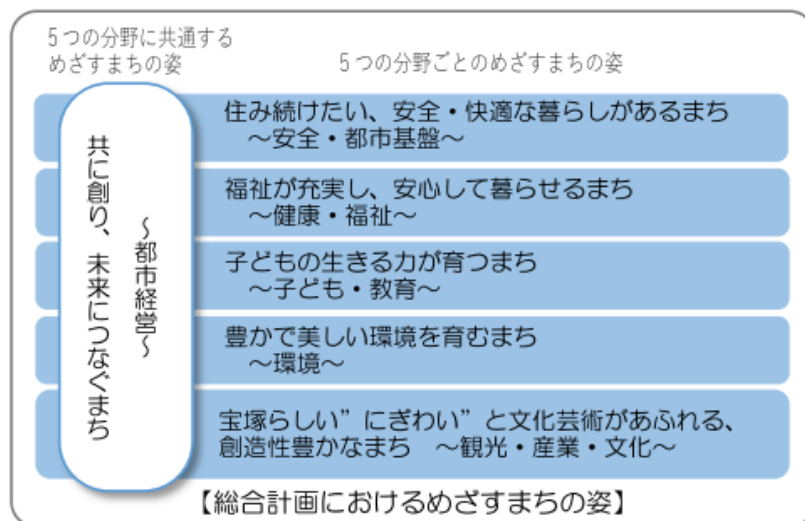 5つの分野に共通する
めざすまちの姿
5つの分野ごとのめざすまちの姿
共に創り、未来につなぐまち
～都市経営～
住み続けたい、安全・快適な暮らしがあるまち
～安全・都市基盤～
福祉が充実し、安心して暮らせるまち
～健康・福祉～
子どもの生きる力が育つまち
～子ども・教育～
豊かで美しい環境を育むまち
～環境～
宝塚らしい”にぎわい”と文化芸術があふれる、
創造性豊かなまち　～観光・産業・文化～
【総合計画におけるめざすまちの姿】